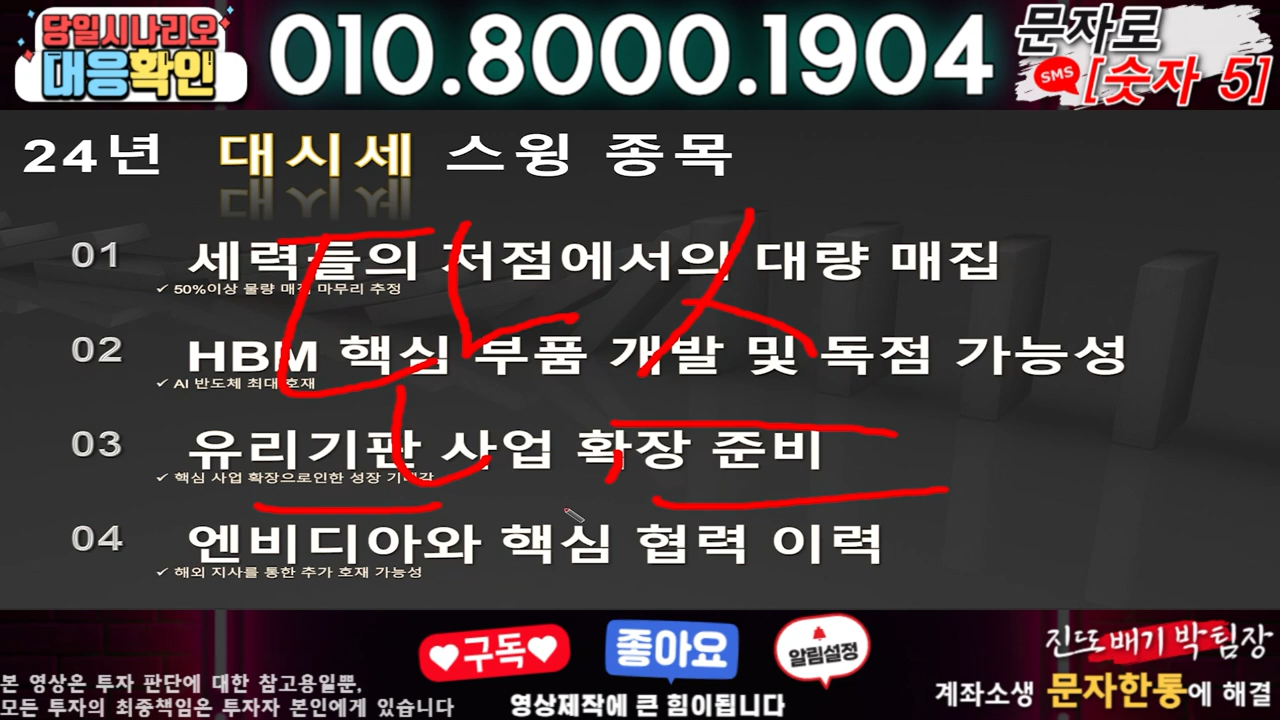 당일시나리오
대응확인
010.8000.1904
문자로
SMS [숫자 5]
24년 대시세 스윙 종목
01 세력들의 저점에서의 대량 매집
✓ 50%이상 물량 매집 마무리 추정
02 HBM 핵심 부품 개발 및 독점 가능성
✓ AI 반도체 최대 호재
03 유리기판 사업 확장 준비
✓ 핵심 사업 확장으로인한 성장 기대감
04 엔비디아와 핵심 협력 이력
✓ 해외 지사를 통한 추가 호재 가능성
구독
좋아요
알림설정
영상제작에 큰 힘이됩니다
본 영상은 투자 판단에 대한 참고용일뿐,
모든 투자의 최종책임은 투자자 본인에게 있습니다
진또배기 박팀장
계좌소생 문자한통에 해결